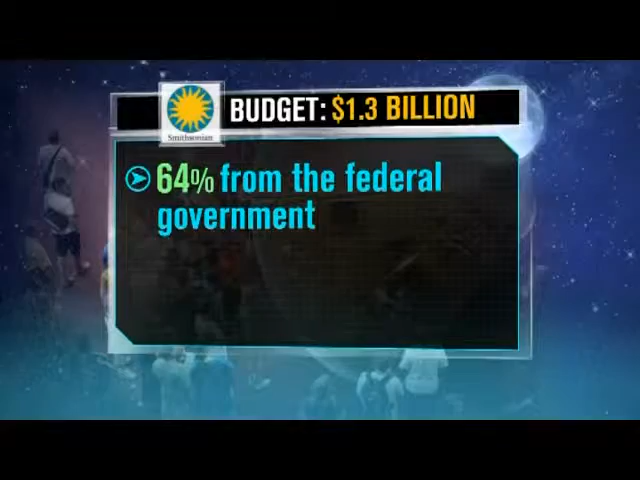 Smithsonian
BUDGET: $1.3 BILLION
64% from the federal
government